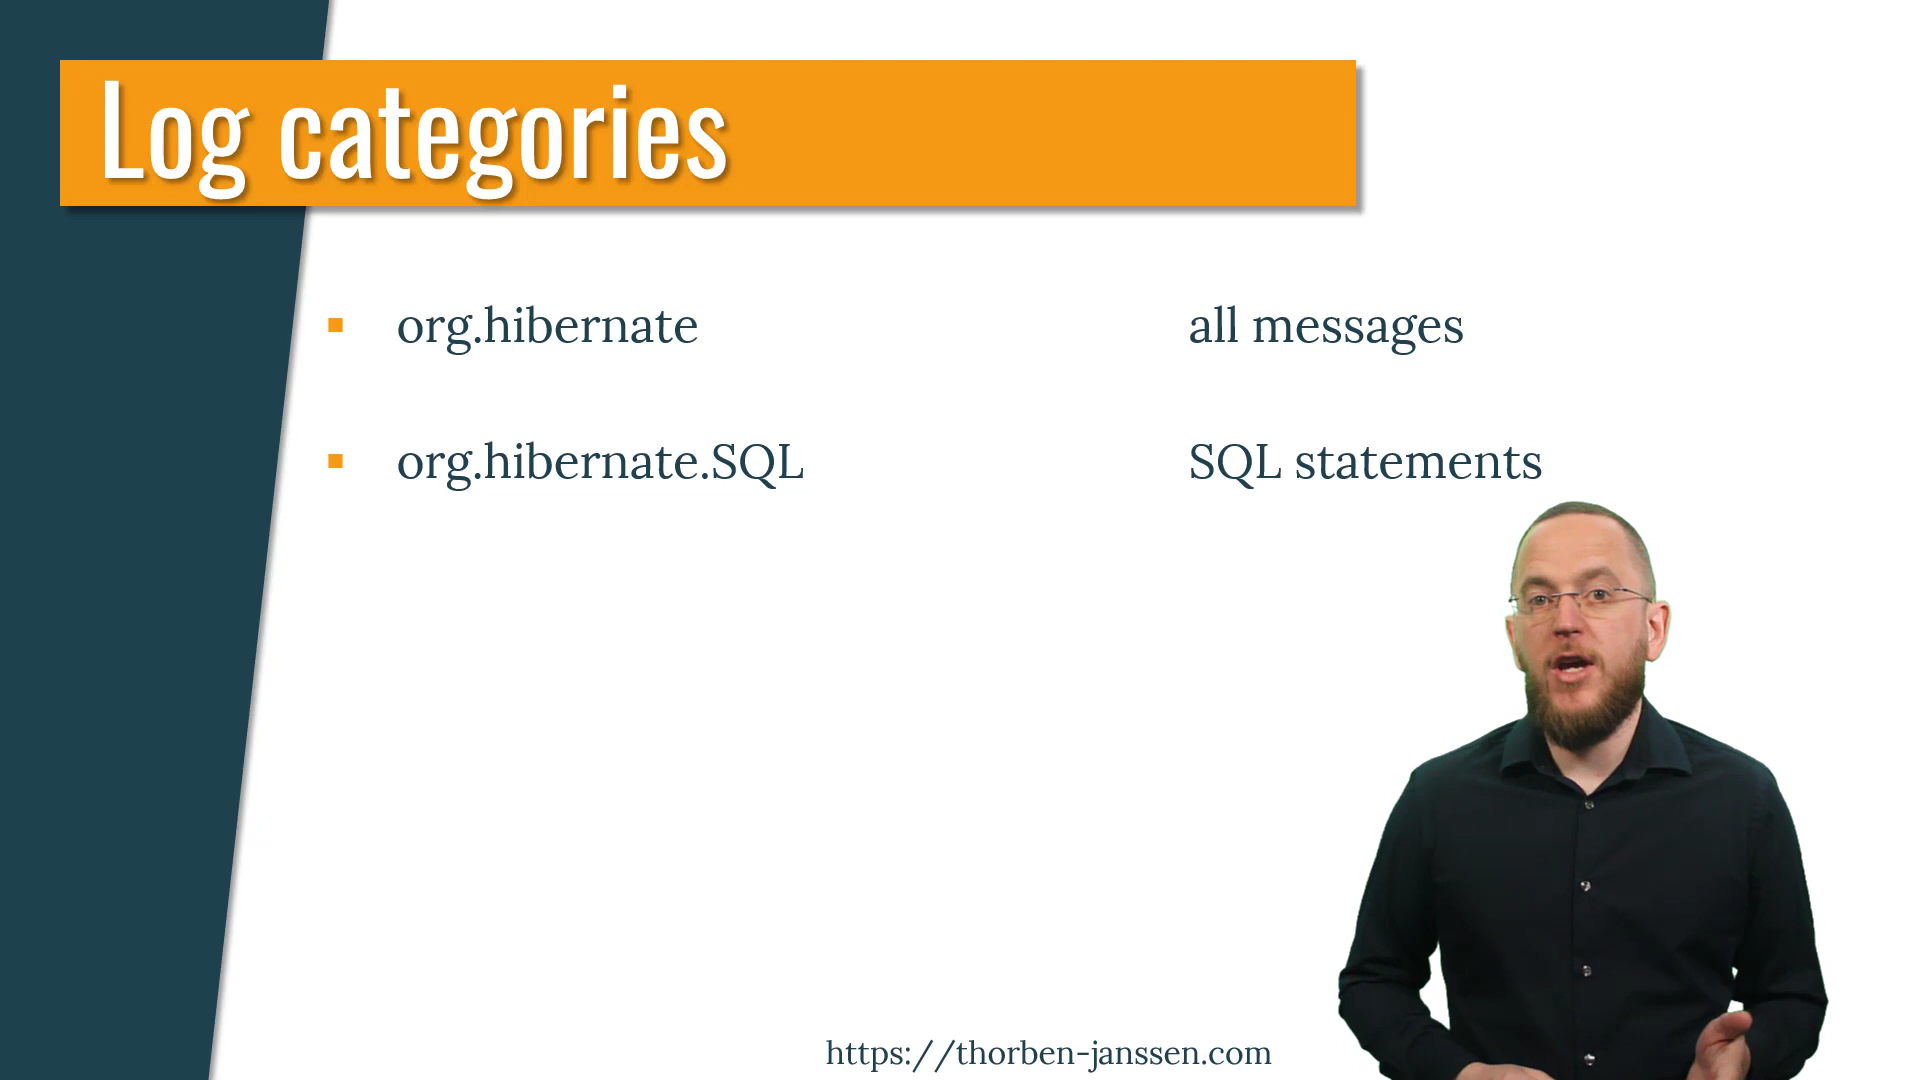 Log categories
org.hibernate all messages
org.hibernate.SQL SQL statements
https://thorben-janssen.com